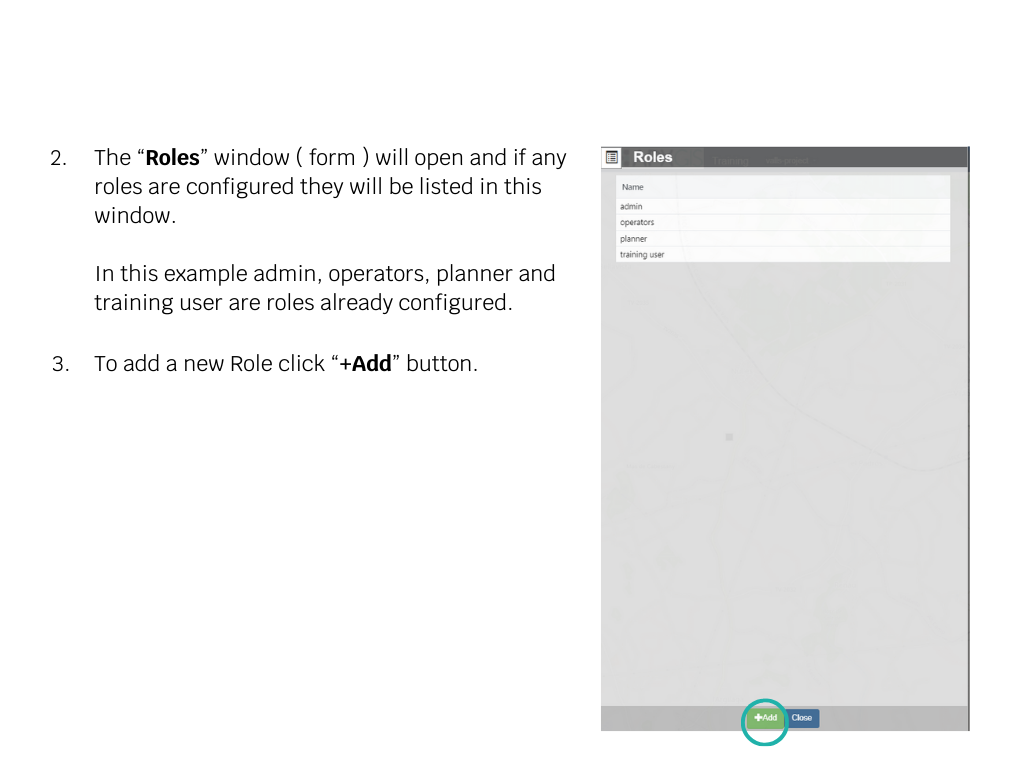 2. The “Roles” window ( form ) will open and if any
roles are configured they will be listed in this
window.
In this example admin, operators, planner and
training user are roles already configured.
3. To add a new Role click “+Add” button.
Roles
Name
admin
operators
planner
training user
+Add Close